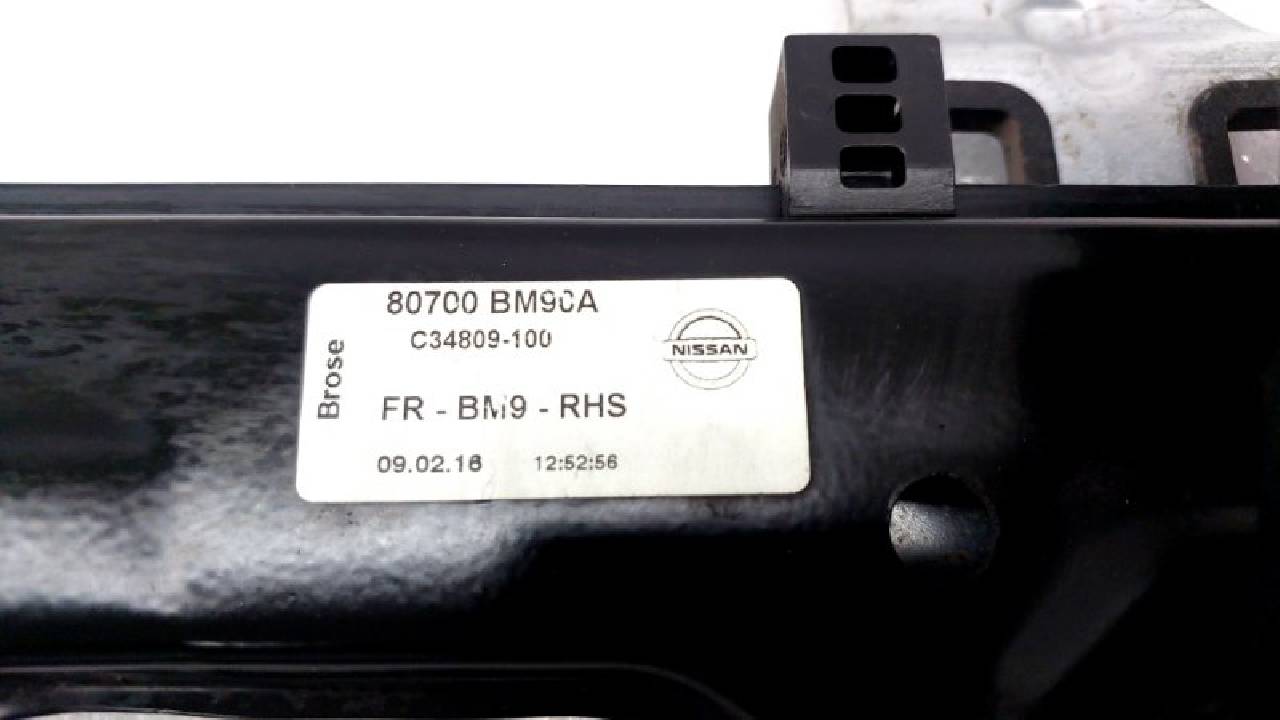 80700 BM90A
C34809-100
NISSAN
Brose
FR - BM9 - RHS
09.02.16 12:52:56